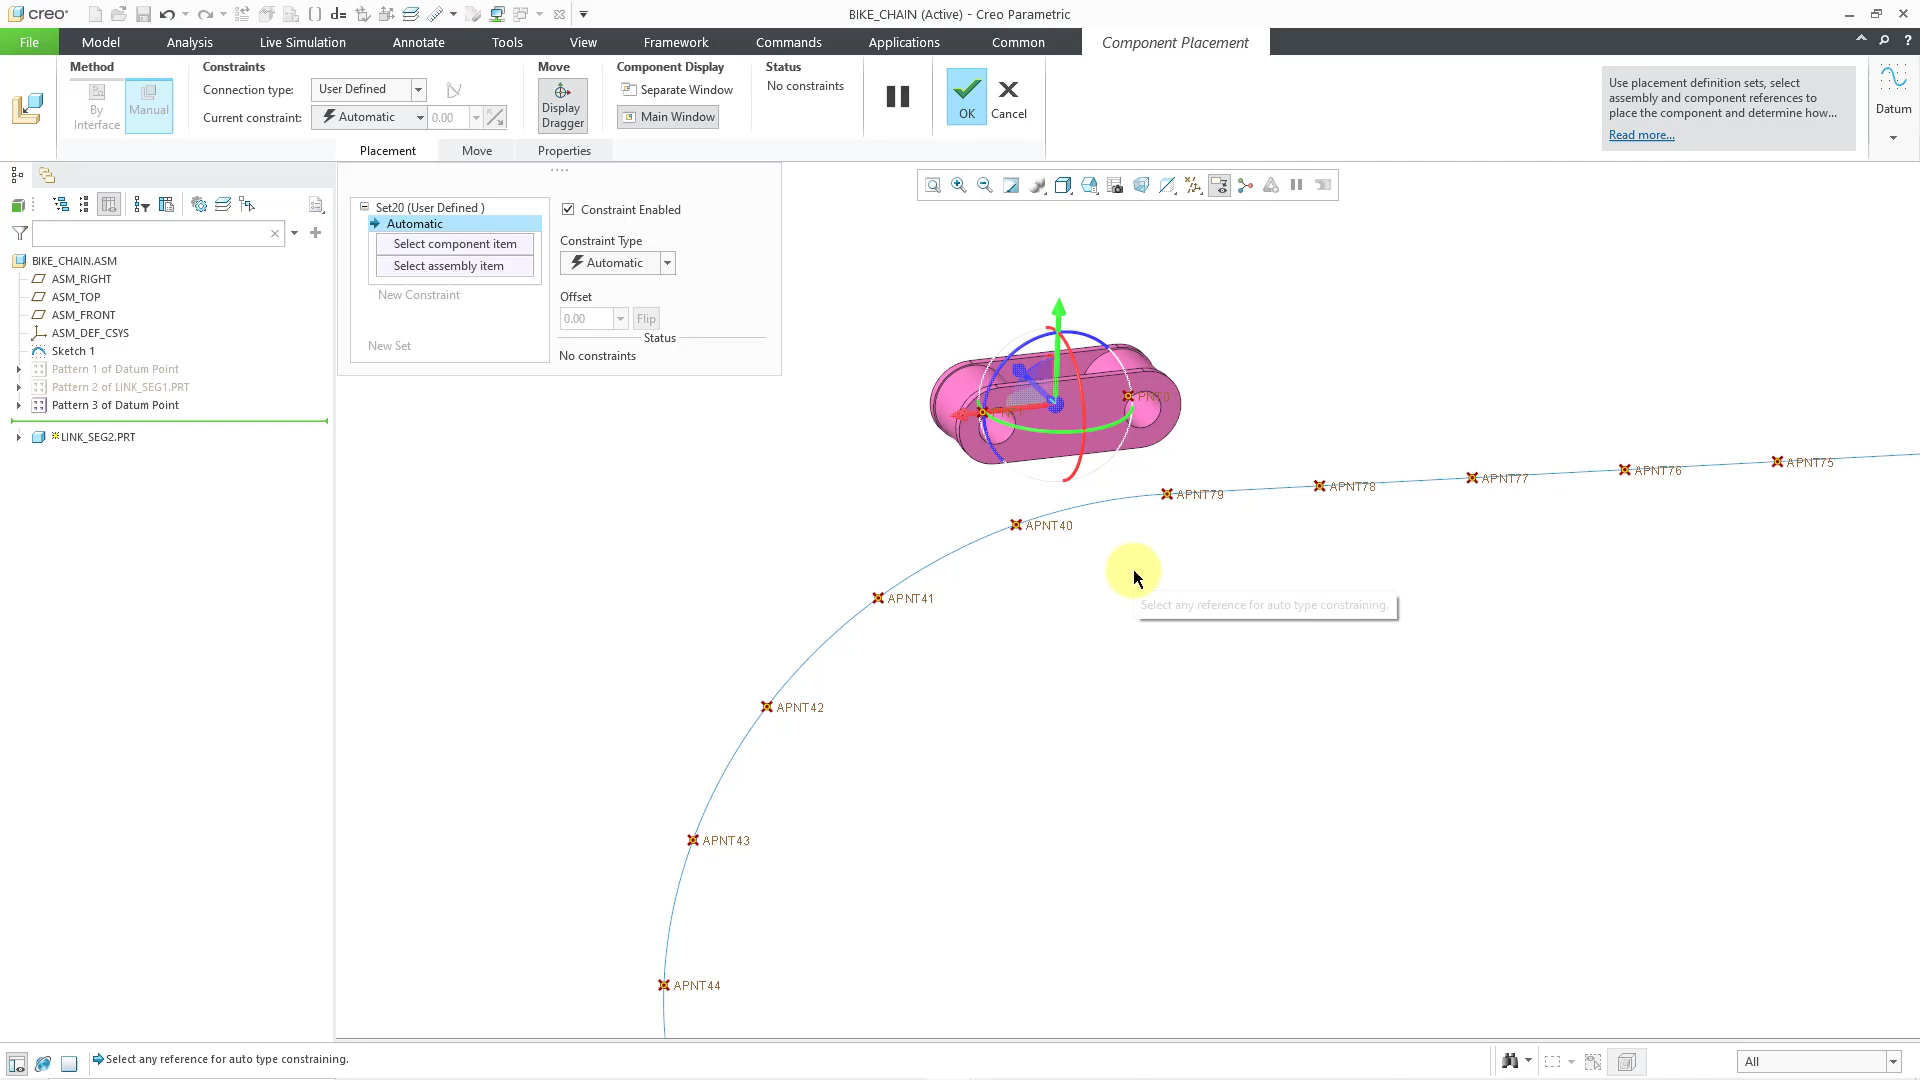 creo
BIKE_CHAIN (Active) - Creo Parametric
File
Model
Analysis
Live Simulation
Annotate
Tools
View
Framework
Commands
Applications
Common
Component Placement
Method
By Interface
Manual
Constraints
Connection type:
User Defined
Current constraint:
Automatic
0.00
Move
Display Dragger
Component Display
Separate Window
Main Window
Status
No constraints
OK
Cancel
Use placement definition sets, select
assembly and component references to
place the component and determine how...
Read more...
Datum
Placement
Move
Properties
Set20 (User Defined )
Automatic
Select component item
Select assembly item
New Constraint
New Set
Constraint Enabled
Constraint Type
Automatic
Offset
0.00
Flip
Status
No constraints
BIKE_CHAIN.ASM
ASM_RIGHT
ASM_TOP
ASM_FRONT
ASM_DEF_CSYS
Sketch 1
Pattern 1 of Datum Point
Pattern 2 of LINK_SEG1.PRT
Pattern 3 of Datum Point
LINK_SEG2.PRT
PNT0
APNT75
APNT76
APNT77
APNT78
APNT79
APNT40
APNT41
APNT42
APNT43
APNT44
Select any reference for auto type constraining.
Select any reference for auto type constraining.
All